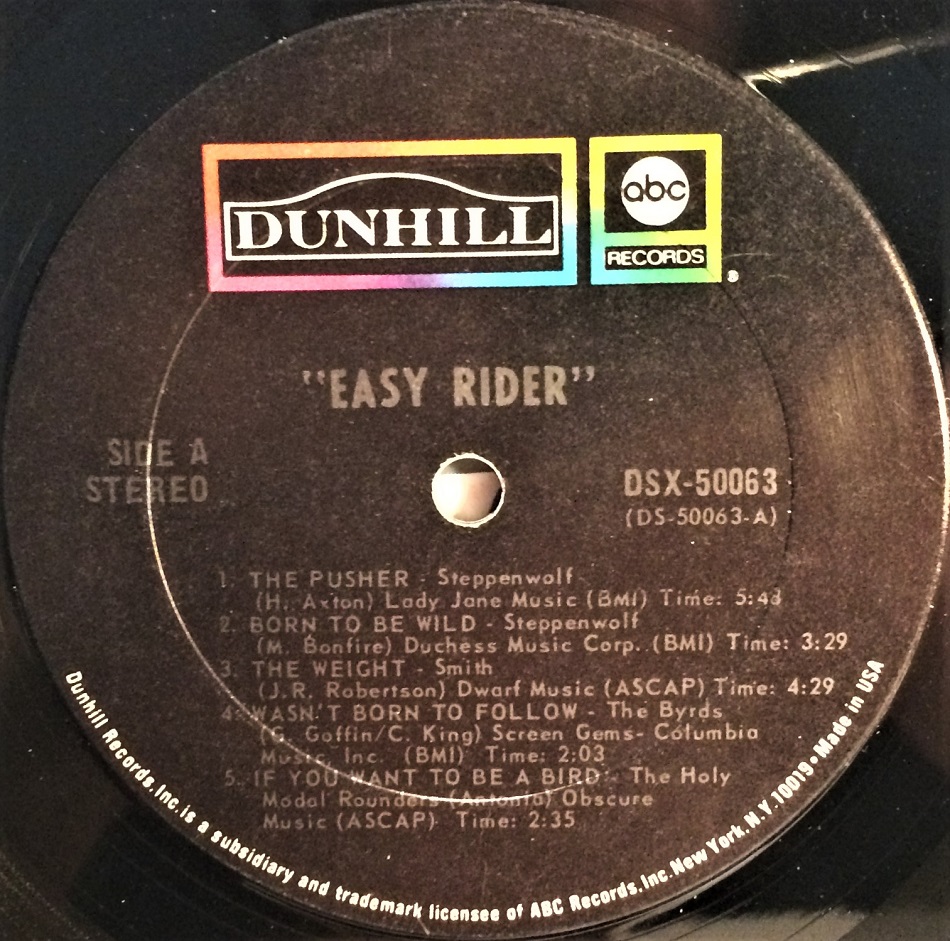 DUNHILL
abc
RECORDS
®
"EASY RIDER"
SIDE A
STEREO
DSX-50063
(DS-50063-A)
1. THE PUSHER - Steppenwolf
(H. Axton) Lady Jane Music (BMI) Time: 5:48
2. BORN TO BE WILD - Steppenwolf
(M. Bonfire) Duchess Music Corp. (BMI) Time: 3:29
3. THE WEIGHT - Smith
(J.R. Robertson) Dwarf Music (ASCAP) Time: 4:29
4. WASN'T BORN TO FOLLOW - The Byrds
(G. Goffin/C. King) Screen Gems- Columbia
Music, Inc. (BMI) Time: 2:03
5. IF YOU WANT TO BE A BIRD - The Holy
Modal Rounders (Antonia) Obscure
Music (ASCAP) Time: 2:35
Dunhill Records, Inc. is a subsidiary and trademark licensee of ABC Records, Inc. New York, N.Y. 10019 • Made in USA